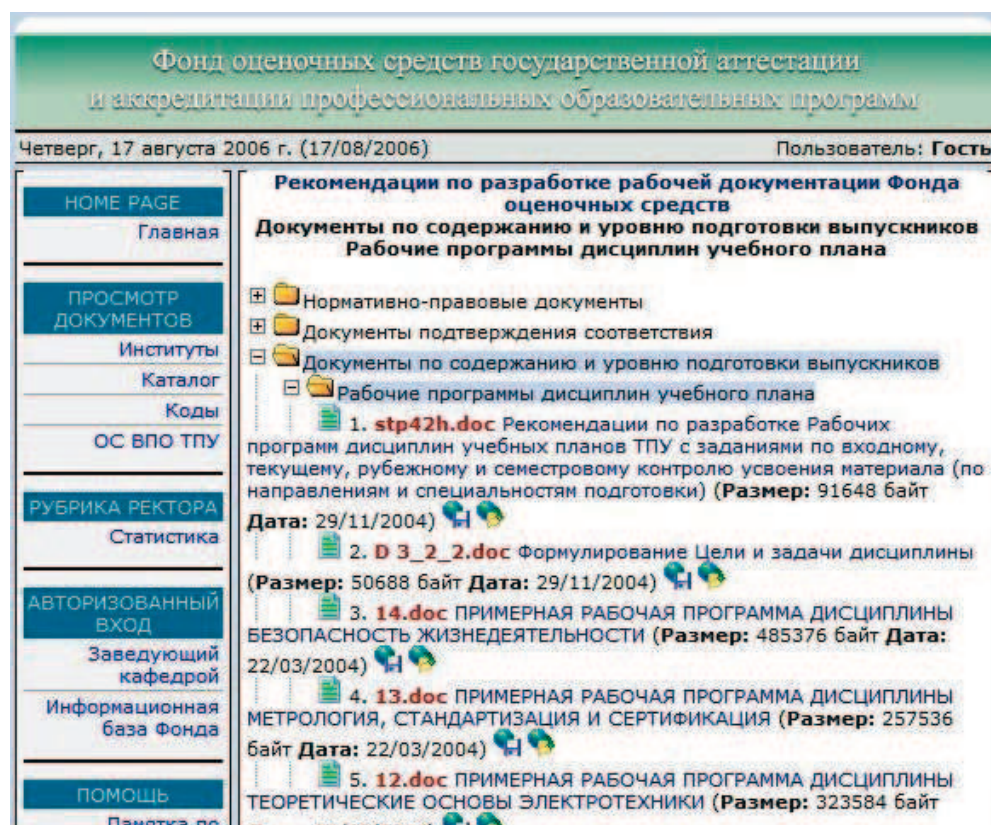 Фонд оценочных средств государственной аттестации
и аккредитации профессиональных образовательных программ
Четверг, 17 августа 2006 г. (17/08/2006)
Пользователь: Гость
HOME PAGE
Главная
ПРОСМОТР
ДОКУМЕНТОВ
Институты
Каталог
Коды
ОС ВПО ТПУ
РУБРИКА РЕКТОРА
Статистика
АВТОРИЗОВАННЫЙ
ВХОД
Заведующий
кафедрой
Информационная
база Фонда
ПОМОЩЬ
Памятка по
Рекомендации по разработке рабочей документации Фонда
оценочных средств
Документы по содержанию и уровню подготовки выпускников
Рабочие программы дисциплин учебного плана
Нормативно-правовые документы
Документы подтверждения соответствия
Документы по содержанию и уровню подготовки выпускников
Рабочие программы дисциплин учебного плана
1. stp42h.doc Рекомендации по разработке Рабочих
программ дисциплин учебных планов ТПУ с заданиями по входному,
текущему, рубежному и семестровому контролю усвоения материала (по
направлениям и специальностям подготовки) (Размер: 91648 байт
Дата: 29/11/2004)
2. D 3_2_2.doc Формулирование Цели и задачи дисциплины
(Размер: 50688 байт Дата: 29/11/2004)
3. 14.doc ПРИМЕРНАЯ РАБОЧАЯ ПРОГРАММА ДИСЦИПЛИНЫ
БЕЗОПАСНОСТЬ ЖИЗНЕДЕЯТЕЛЬНОСТИ (Размер: 485376 байт Дата:
22/03/2004)
4. 13.doc ПРИМЕРНАЯ РАБОЧАЯ ПРОГРАММА ДИСЦИПЛИНЫ
МЕТРОЛОГИЯ, СТАНДАРТИЗАЦИЯ И СЕРТИФИКАЦИЯ (Размер: 257536
байт Дата: 22/03/2004)
5. 12.doc ПРИМЕРНАЯ РАБОЧАЯ ПРОГРАММА ДИСЦИПЛИНЫ
ТЕОРЕТИЧЕСКИЕ ОСНОВЫ ЭЛЕКТРОТЕХНИКИ (Размер: 323584 байт